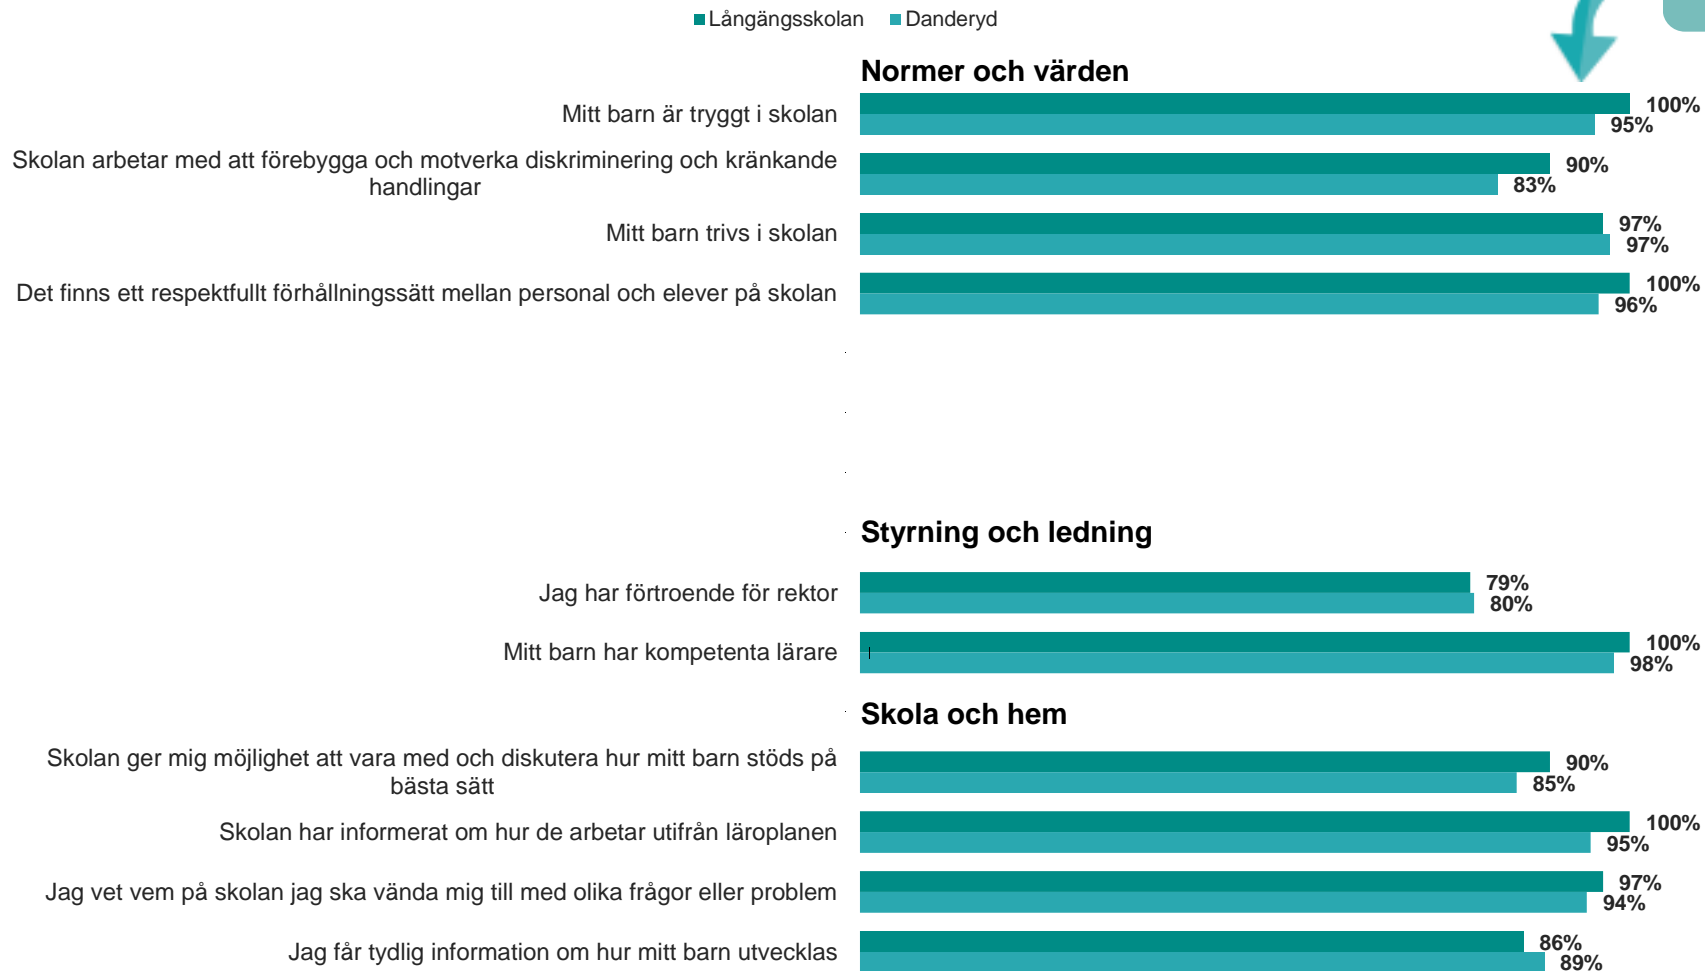 Långängsskolan Danderyd
Normer och värden
Mitt barn är tryggt i skolan
100%
95%
Skolan arbetar med att förebygga och motverka diskriminering och kränkande
handlingar
90%
83%
Mitt barn trivs i skolan
97%
97%
Det finns ett respektfullt förhållningssätt mellan personal och elever på skolan
100%
96%
Styrning och ledning
Jag har förtroende för rektor
79%
80%
Mitt barn har kompetenta lärare
100%
98%
Skola och hem
Skolan ger mig möjlighet att vara med och diskutera hur mitt barn stöds på
bästa sätt
90%
85%
Skolan har informerat om hur de arbetar utifrån läroplanen
100%
95%
Jag vet vem på skolan jag ska vända mig till med olika frågor eller problem
97%
94%
Jag får tydlig information om hur mitt barn utvecklas
86%
89%